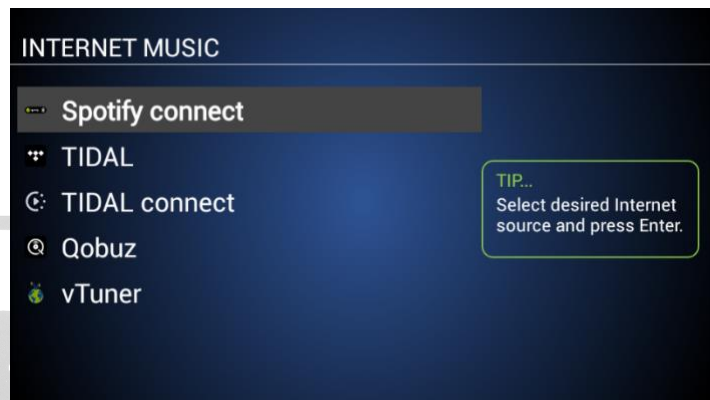 INTERNET MUSIC
Spotify connect
TIDAL
TIDAL connect
Qobuz
vTuner
TIP...
Select desired Internet
source and press Enter.